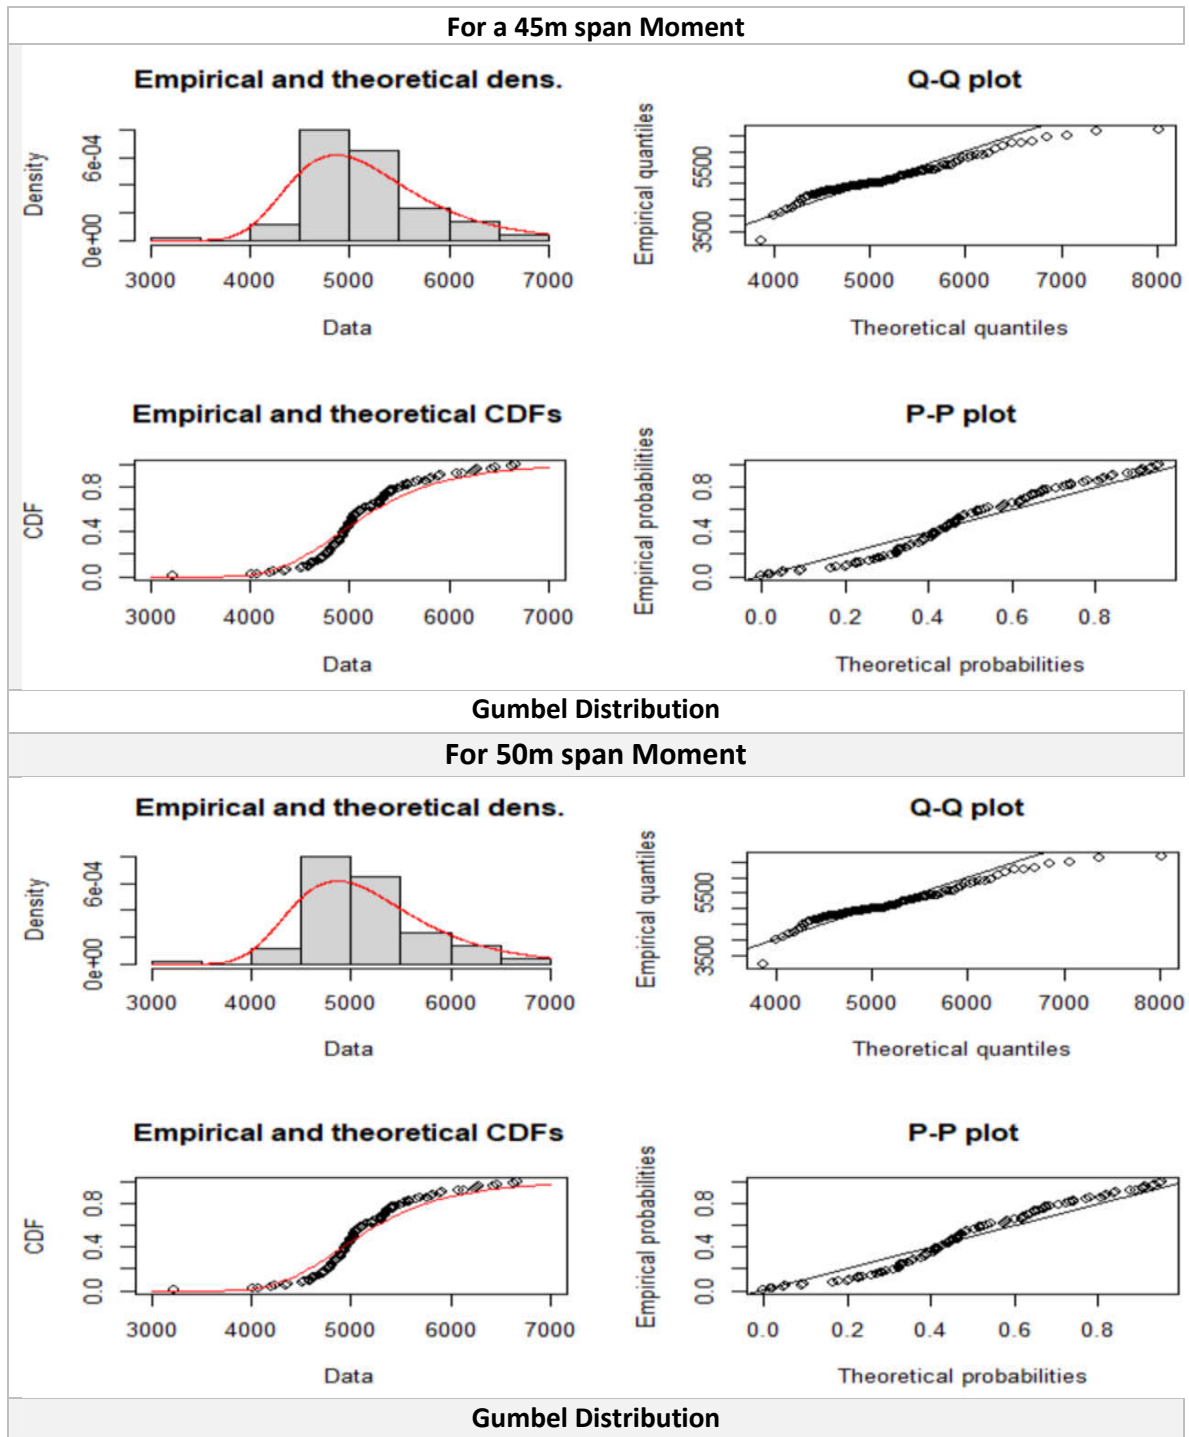 For a 45m span Moment
Empirical and theoretical dens.
Density
0e+00 6e-04
3000 4000 5000 6000 7000
Data
Q-Q plot
Empirical quantiles
3500 5500
4000 5000 6000 7000 8000
Theoretical quantiles
Empirical and theoretical CDFs
CDF
0.0 0.4 0.8
3000 4000 5000 6000 7000
Data
P-P plot
Empirical probabilities
0.0 0.4 0.8
0.0 0.2 0.4 0.6 0.8
Theoretical probabilities
Gumbel Distribution
For 50m span Moment
Empirical and theoretical dens.
Density
0e+00 6e-04
3000 4000 5000 6000 7000
Data
Q-Q plot
Empirical quantiles
3500 5500
4000 5000 6000 7000 8000
Theoretical quantiles
Empirical and theoretical CDFs
CDF
0.0 0.4 0.8
3000 4000 5000 6000 7000
Data
P-P plot
Empirical probabilities
0.0 0.4 0.8
0.0 0.2 0.4 0.6 0.8
Theoretical probabilities
Gumbel Distribution